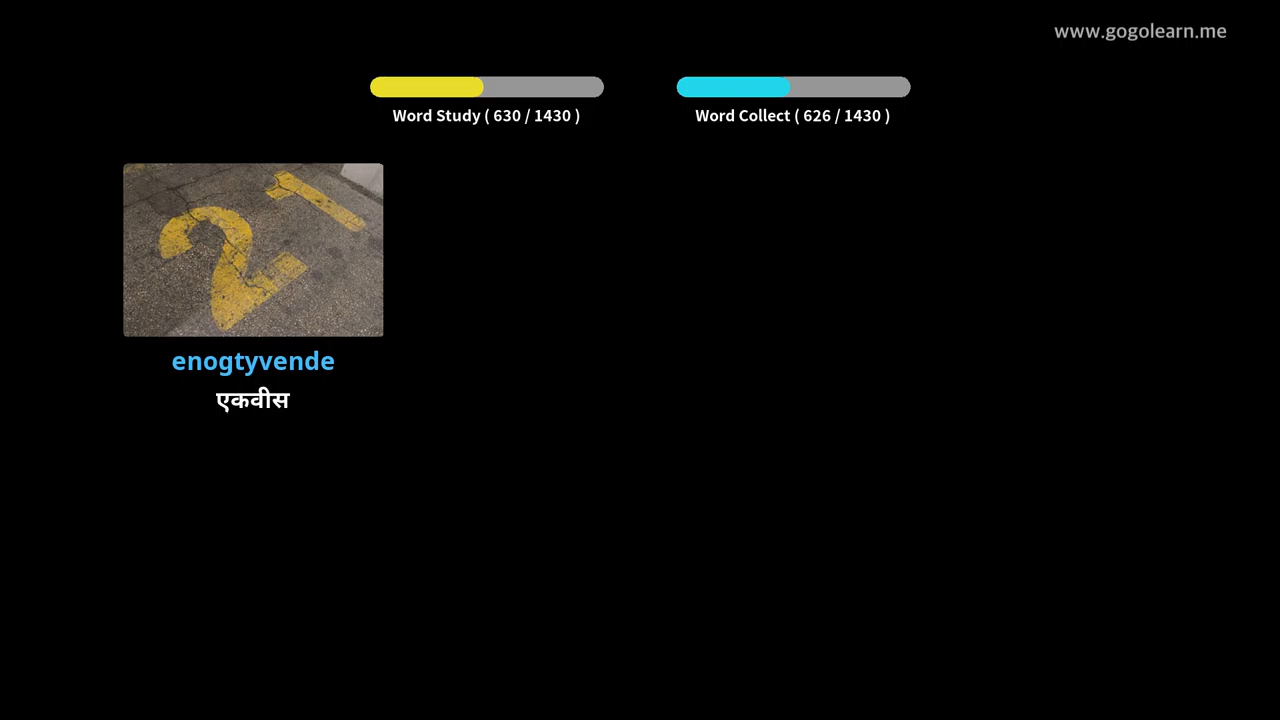 www.gogolearn.me
Word Study ( 630 / 1430 )
Word Collect ( 626 / 1430 )
21
enogtyvende
एकवीस